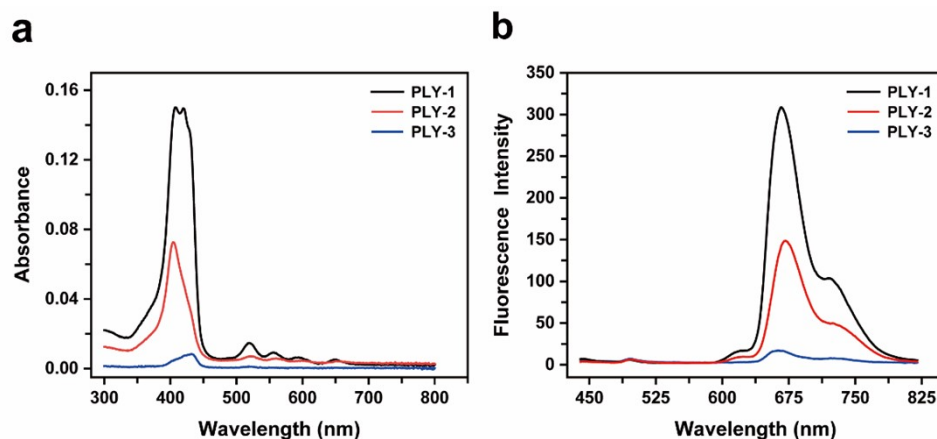 a
PLY-1
PLY-2
PLY-3
0.16
0.12
0.08
0.04
0.00
Absorbance
300 400 500 600 700 800
Wavelength (nm)
b
PLY-1
PLY-2
PLY-3
350
300
250
200
150
100
50
0
Fluorescence Intensity
450 525 600 675 750 825
Wavelength (nm)